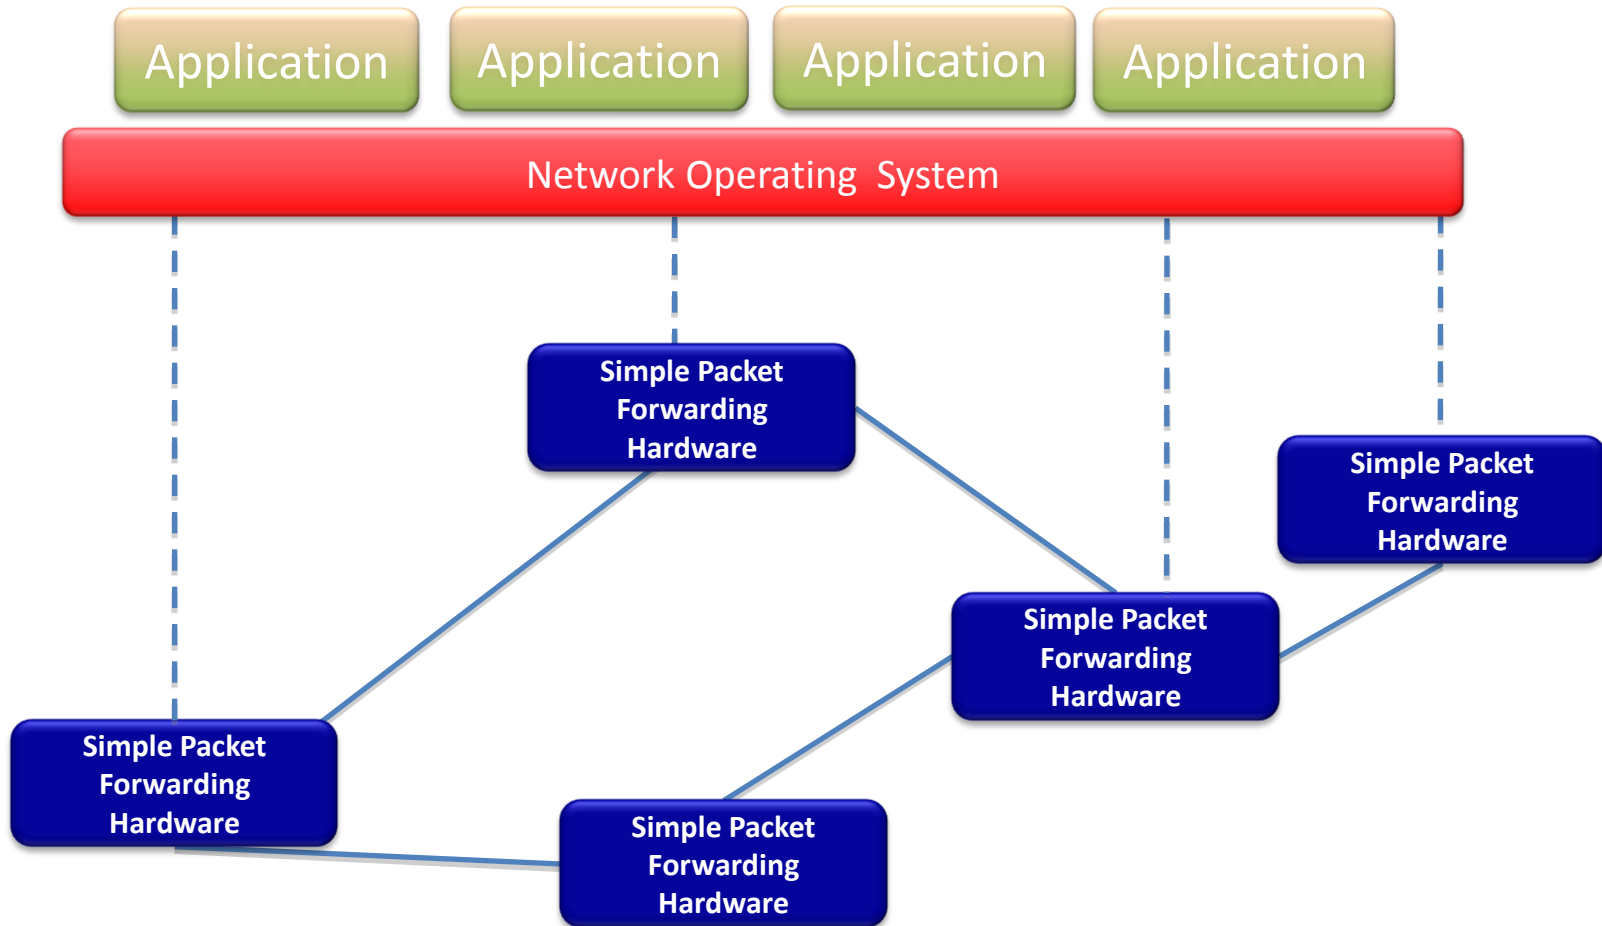 Application
Application
Application
Application
Network Operating  System
Simple Packet
Forwarding
Hardware
Simple Packet
Forwarding
Hardware
Simple Packet
Forwarding
Hardware
Simple Packet
Forwarding
Hardware
Simple Packet
Forwarding
Hardware